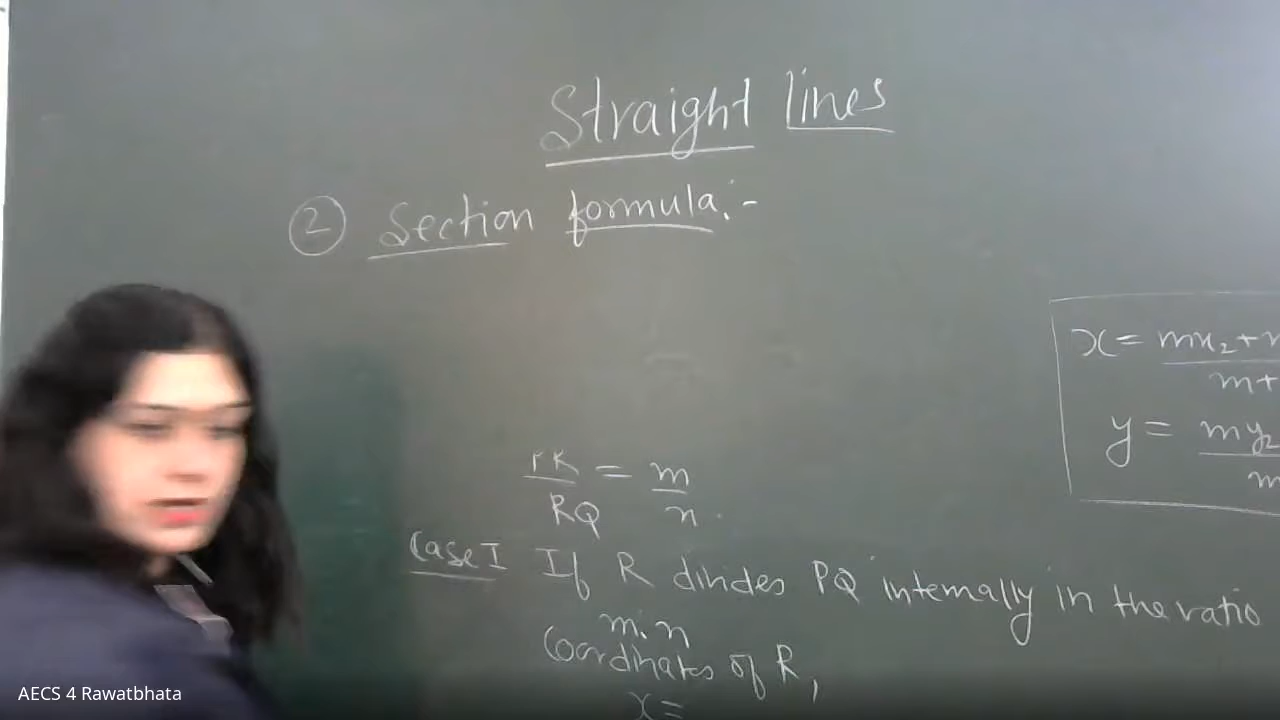 Straight lines
② Section formula:-
x = mx₂+
m+
y = my₂
m
PR = m
RQ n.
Case I If R divides PQ internally in the ratio
m:n
Coordinates of R,
x =
AECS 4 Rawatbhata